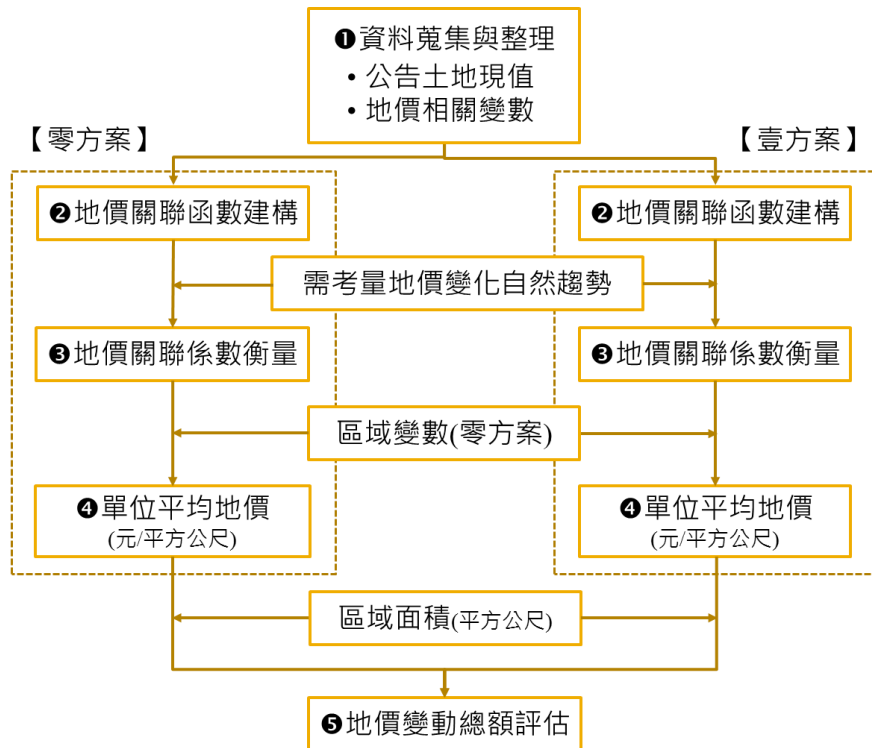 ❶資料蒐集與整理
• 公告土地現值
• 地價相關變數
【零方案】
【壹方案】
❷地價關聯函數建構
❷地價關聯函數建構
需考量地價變化自然趨勢
❸地價關聯係數衡量
❸地價關聯係數衡量
區域變數(零方案)
❹單位平均地價
(元/平方公尺)
❹單位平均地價
(元/平方公尺)
區域面積(平方公尺)
❺地價變動總額評估